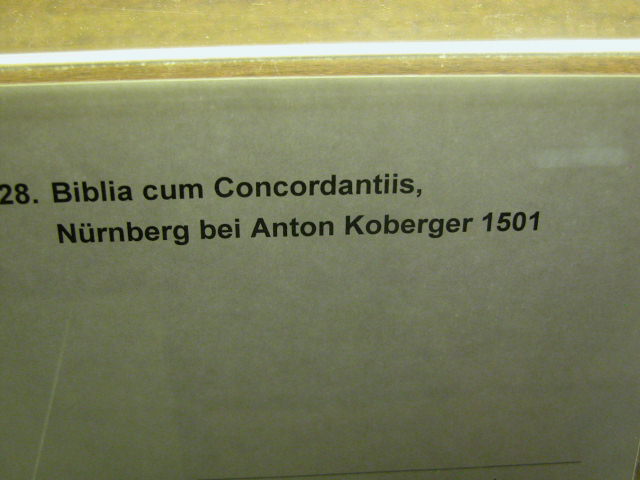 28. Biblia cum Concordantiis,
Nürnberg bei Anton Koberger 1501